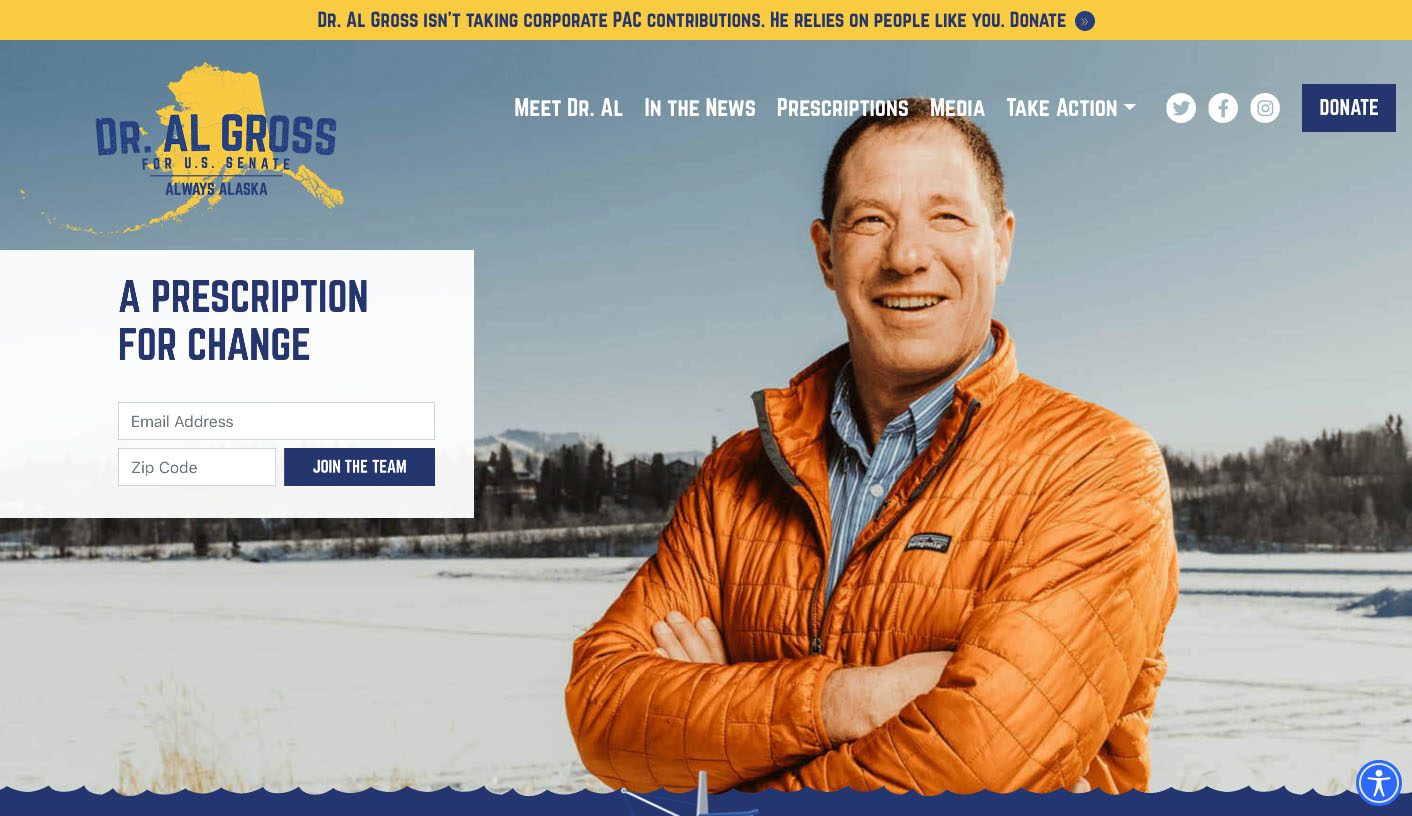 Dr. Al Gross isn't taking corporate PAC contributions. He relies on people like you. Donate »
Meet Dr. Al In the News Prescriptions Media Take Action DONATE
DR. AL GROSS
FOR U.S. SENATE
ALWAYS ALASKA
A PRESCRIPTION
FOR CHANGE
Email Address
Zip Code JOIN THE TEAM
patagonia